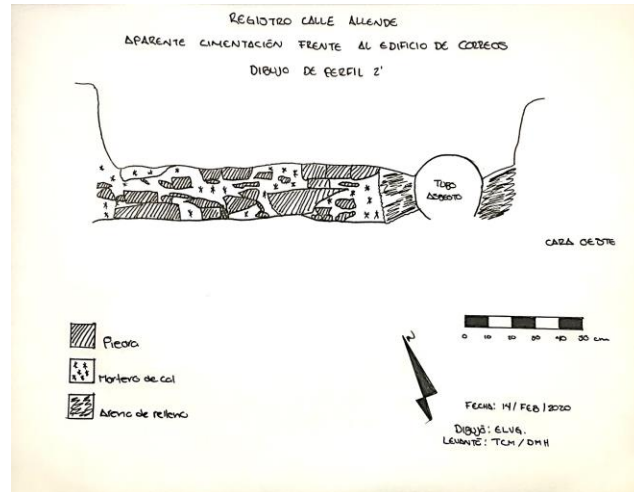 REGISTRO CALLE ALLENDE
APARENTE CIMENTACIÓN FRENTE AL EDIFICIO DE CORREOS
DIBUJO DE PERFIL 2'
TUBO
ASBESTO
CARA OESTE
Piedra
Mortero de cal
Arena de relleno
0 10 20 30 40 50 cm
N
FECHA: 14/FEB/2020
DIBUJÓ: ELVG.
LEVANTÓ: TCM/DMH